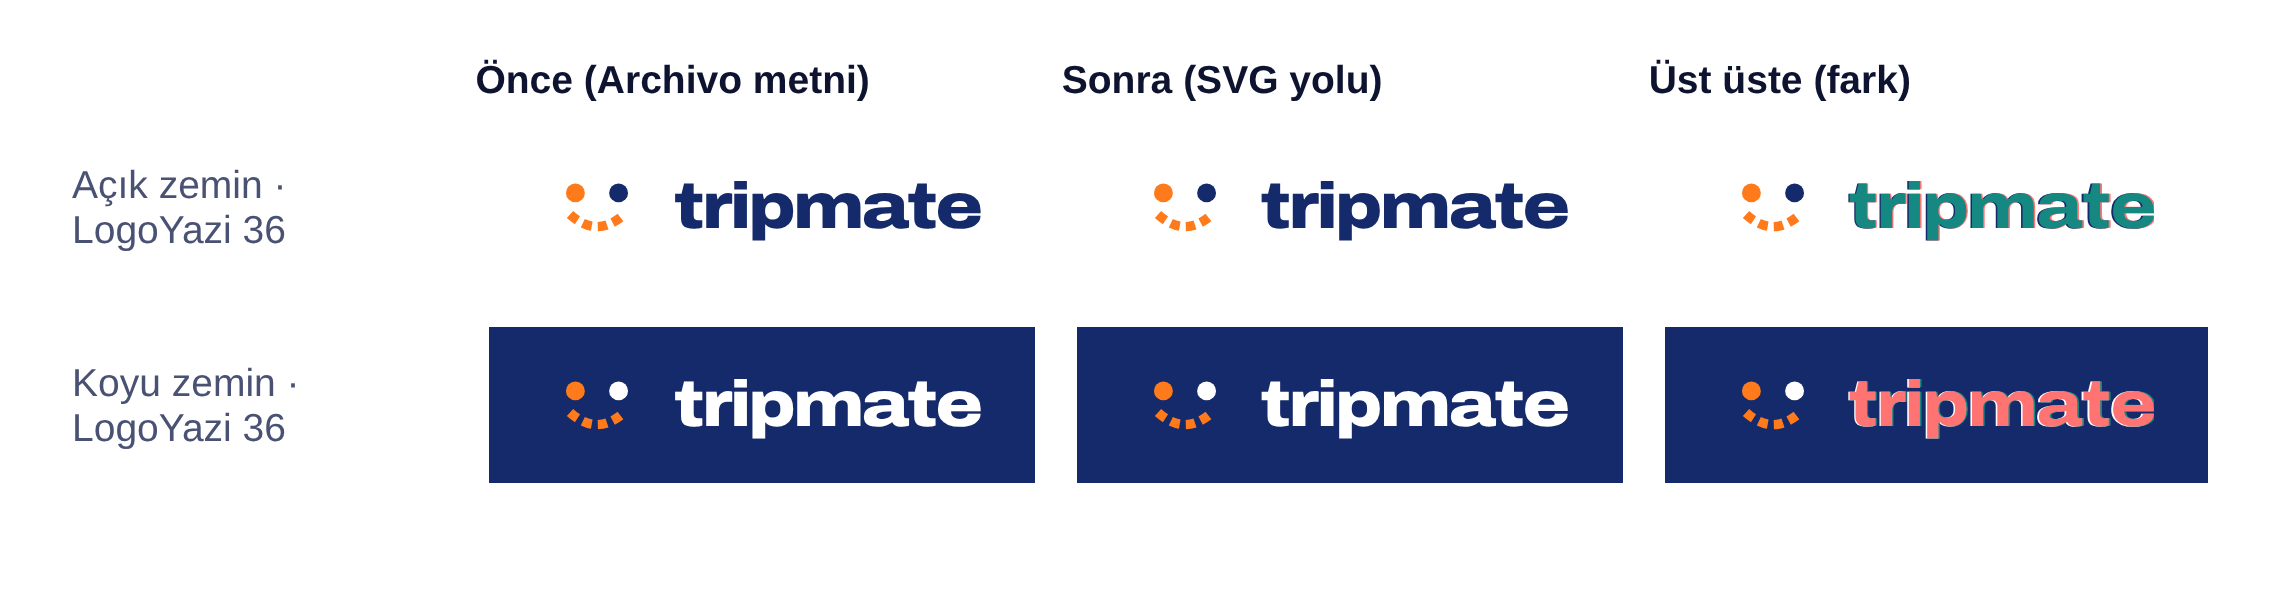 Önce (Archivo metni) Sonra (SVG yolu) Üst üste (fark)
Açık zemin ·
LogoYazi 36
tripmate tripmate tripmate
Koyu zemin ·
LogoYazi 36
tripmate tripmate tripmate